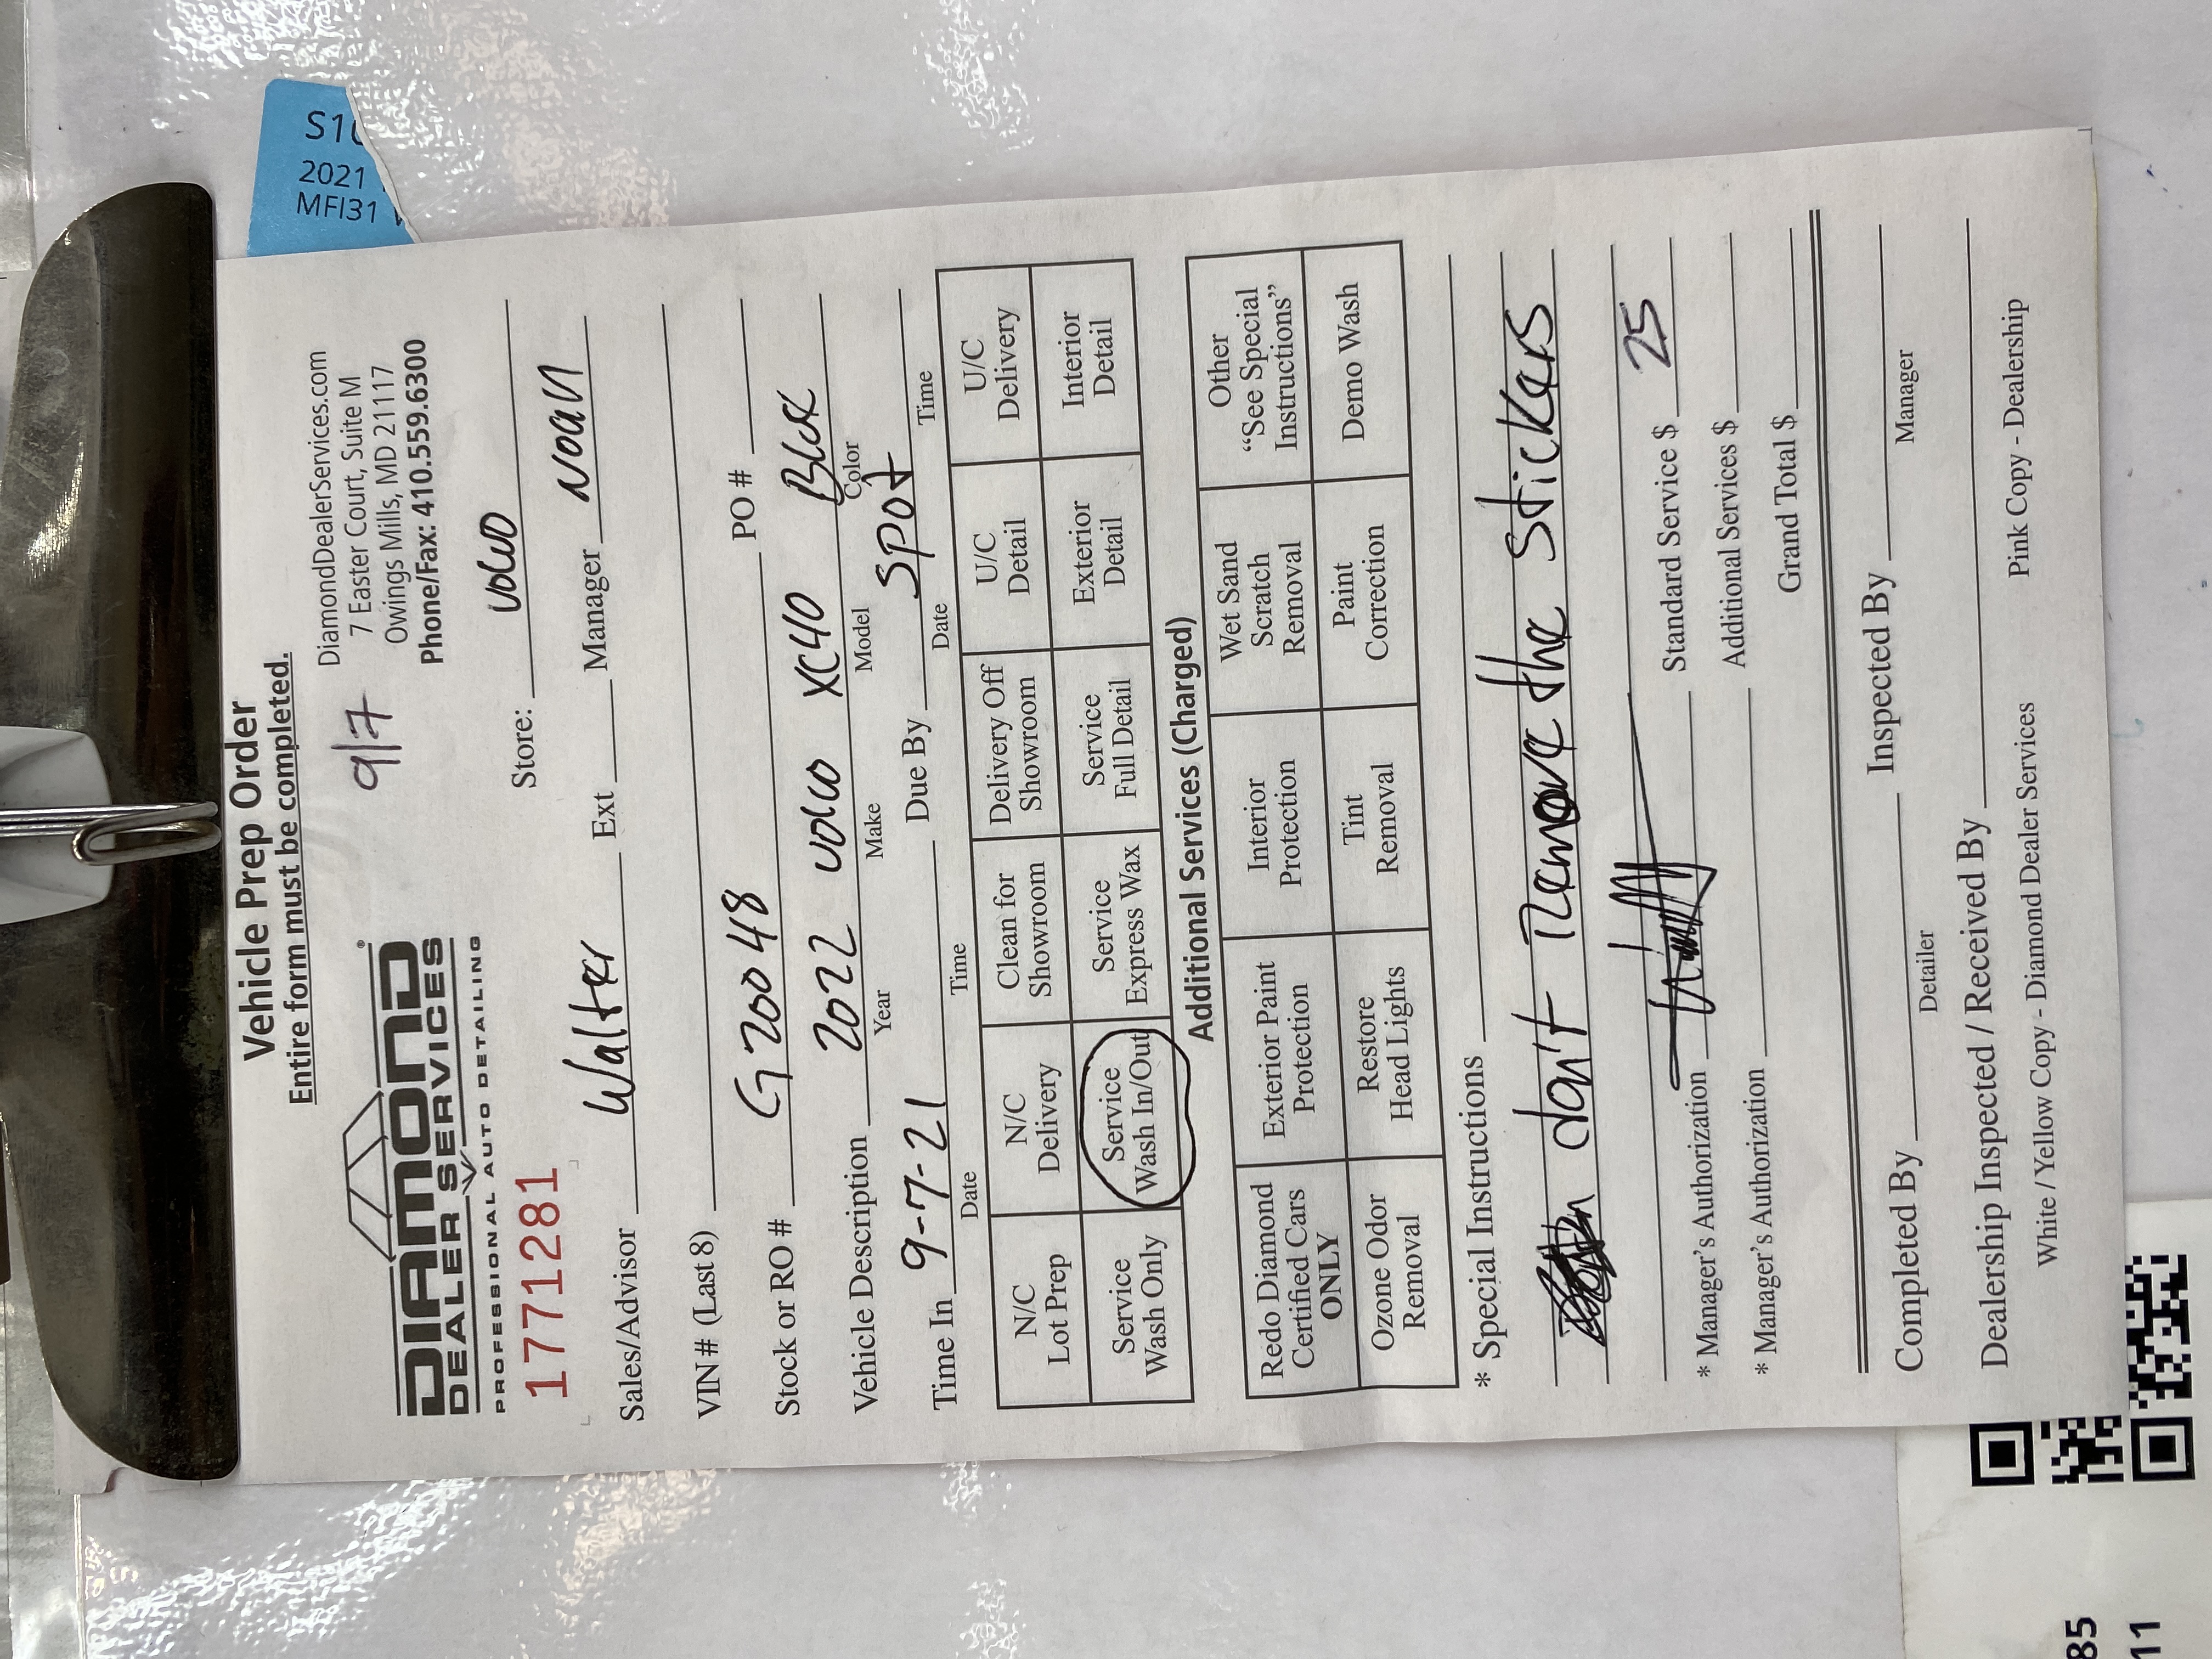 Vehicle Prep Order
Entire form must be completed.
DIAMOND®
DEALER SERVICES
PROFESSIONAL AUTO DETAILING
9/7
DiamondDealerServices.com
7 Easter Court, Suite M
Owings Mills, MD 21117
Phone/Fax: 410.559.6300
1771281
Store: Volvo
Sales/Advisor Walter Ext Manager Noah
VIN # (Last 8)
Stock or RO # G20048 PO #
Vehicle Description 2022 Volvo XC40 BLCK
Year Make Model Color
Time In 9-7-21 Due By Spot
Date Time Date Time
N/C Lot Prep N/C Delivery Clean for Showroom Delivery Off Showroom U/C Detail U/C Delivery
Service Wash Only Service Wash In/Out Service Express Wax Service Full Detail Exterior Detail Interior Detail
Additional Services (Charged)
Redo Diamond Certified Cars ONLY Exterior Paint Protection Interior Protection Wet Sand Scratch Removal Other "See Special Instructions"
Ozone Odor Removal Restore Head Lights Tint Removal Paint Correction Demo Wash
* Special Instructions
don't Remove the Stickers
* Manager's Authorization Standard Service $ 25
* Manager's Authorization Additional Services $
Grand Total $
Completed By Inspected By
Detailer Manager
Dealership Inspected / Received By
White / Yellow Copy - Diamond Dealer Services Pink Copy - Dealership
2021
MFI31
85
11